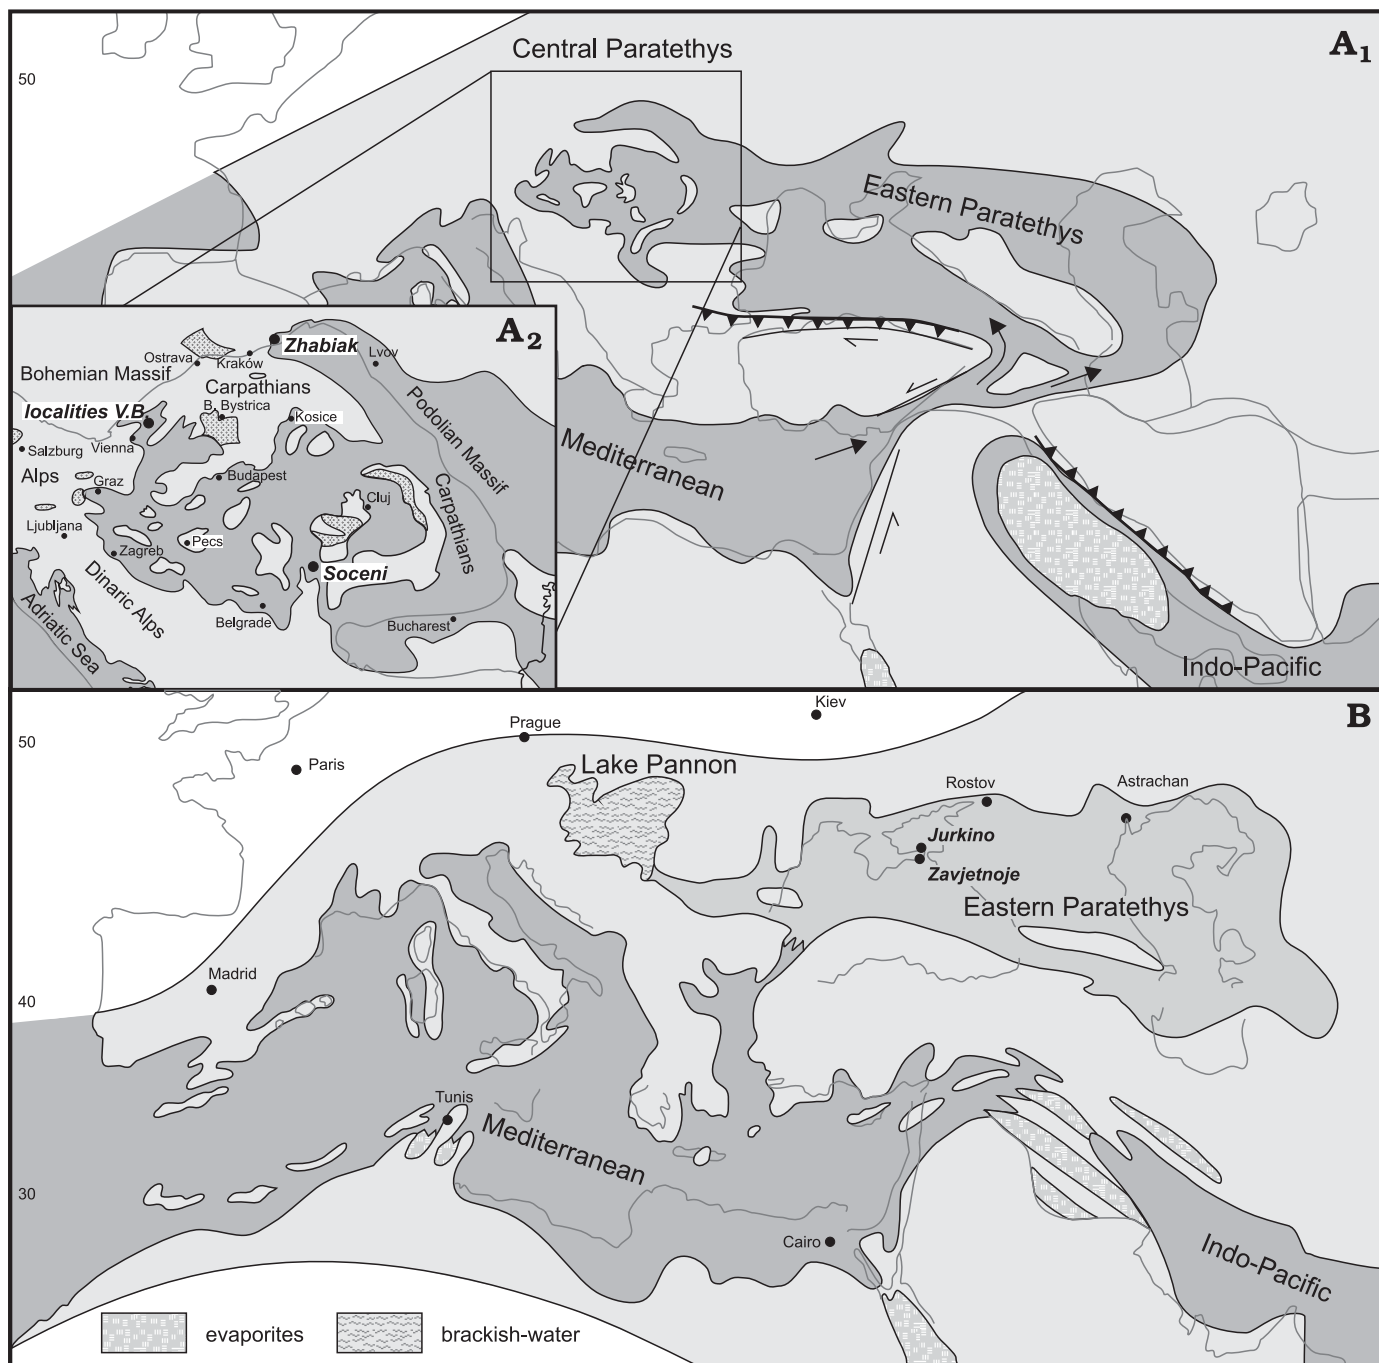 Central Paratethys
A1
50
Eastern Paratethys
Mediterranean
Indo-Pacific
A2
Zhabiak
Ostrava
Kraków
Lvov
Bohemian Massif
Carpathians
localities V.B
B. Bystrica
Kosice
Podolian Massif
Salzburg
Vienna
Alps
Graz
Budapest
Cluj
Carpathians
Ljubljana
Zagreb
Pecs
Soceni
Dinaric Alps
Adriatic Sea
Belgrade
Bucharest
B
Kiev
50
Prague
Paris
Lake Pannon
Rostov
Astrachan
Jurkino
Zavjetnoje
Eastern Paratethys
Madrid
40
Tunis
Mediterranean
30
Cairo
Indo-Pacific
evaporites
brackish-water